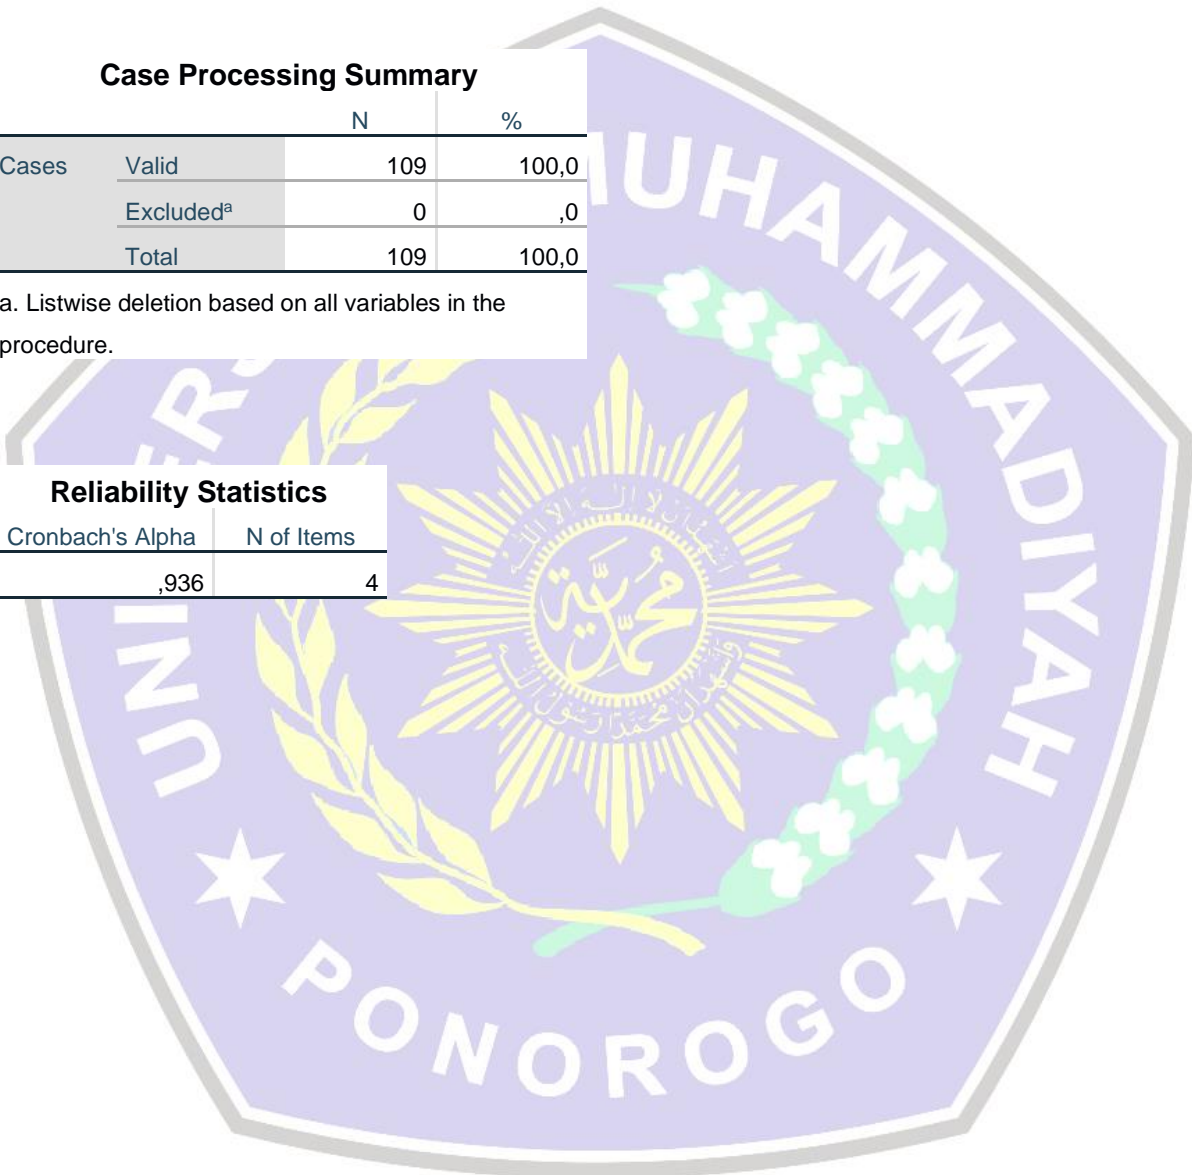 Case Processing Summary
N %
Cases Valid 109 100,0
Excludedᵃ 0 ,0
Total 109 100,0
a. Listwise deletion based on all variables in the
procedure.
Reliability Statistics
Cronbach's Alpha N of Items
,936 4
MUHAMMADIYAH
PONOROGO
محمدية